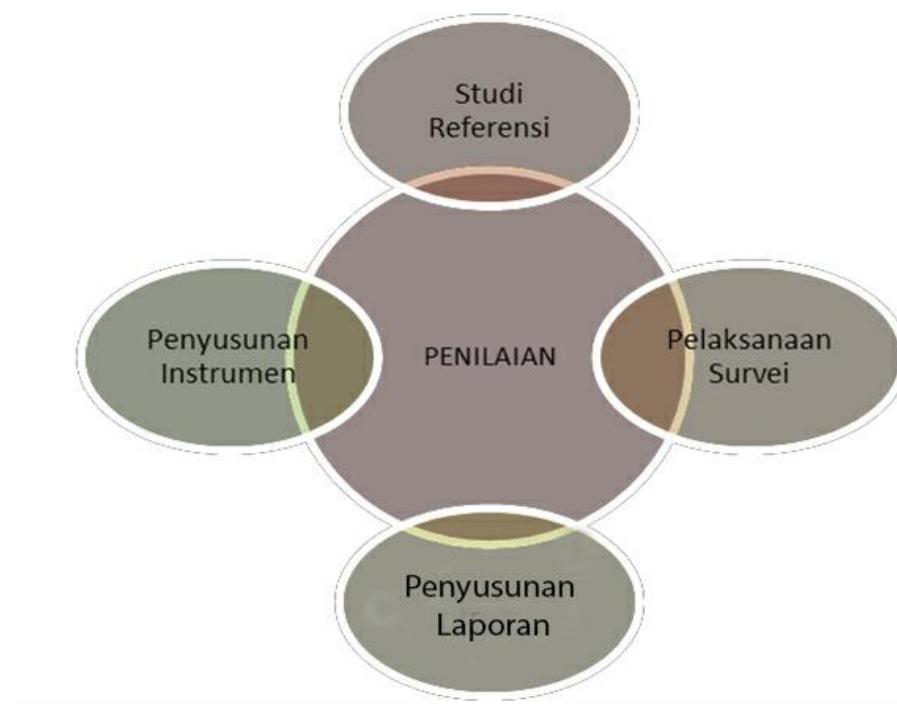 Studi
Referensi
Penyusunan
Instrumen
PENILAIAN
Pelaksanaan
Survei
Penyusunan
Laporan